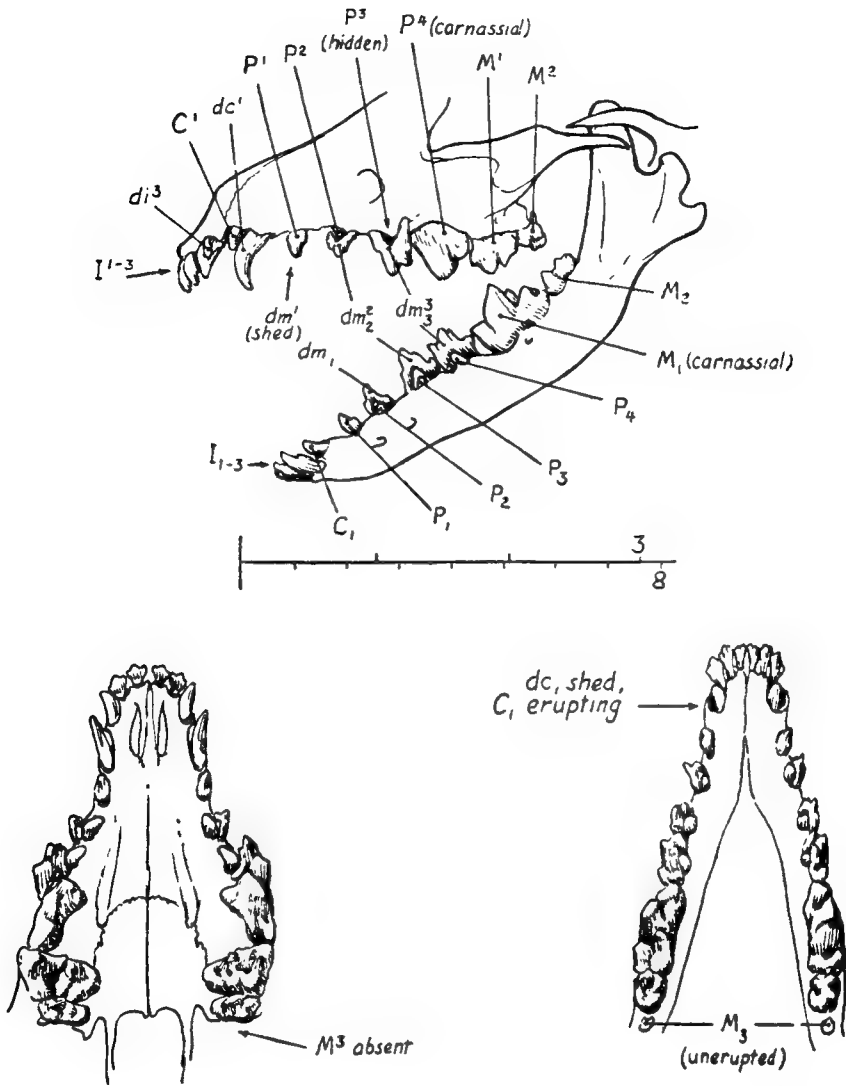 P³
(hidden)
P⁴ (carnassial)
P¹
P²
M¹
M²
C¹
dc¹
di³
I¹⁻³
dm¹
(shed)
dm²₂
dm³₃
dm₁
M₂
M₁ (carnassial)
P₄
I₁₋₃
P₃
P₂
P₁
C₁
3
8
dc₁ shed,
C₁ erupting
M³ absent
M₃
(unerupted)